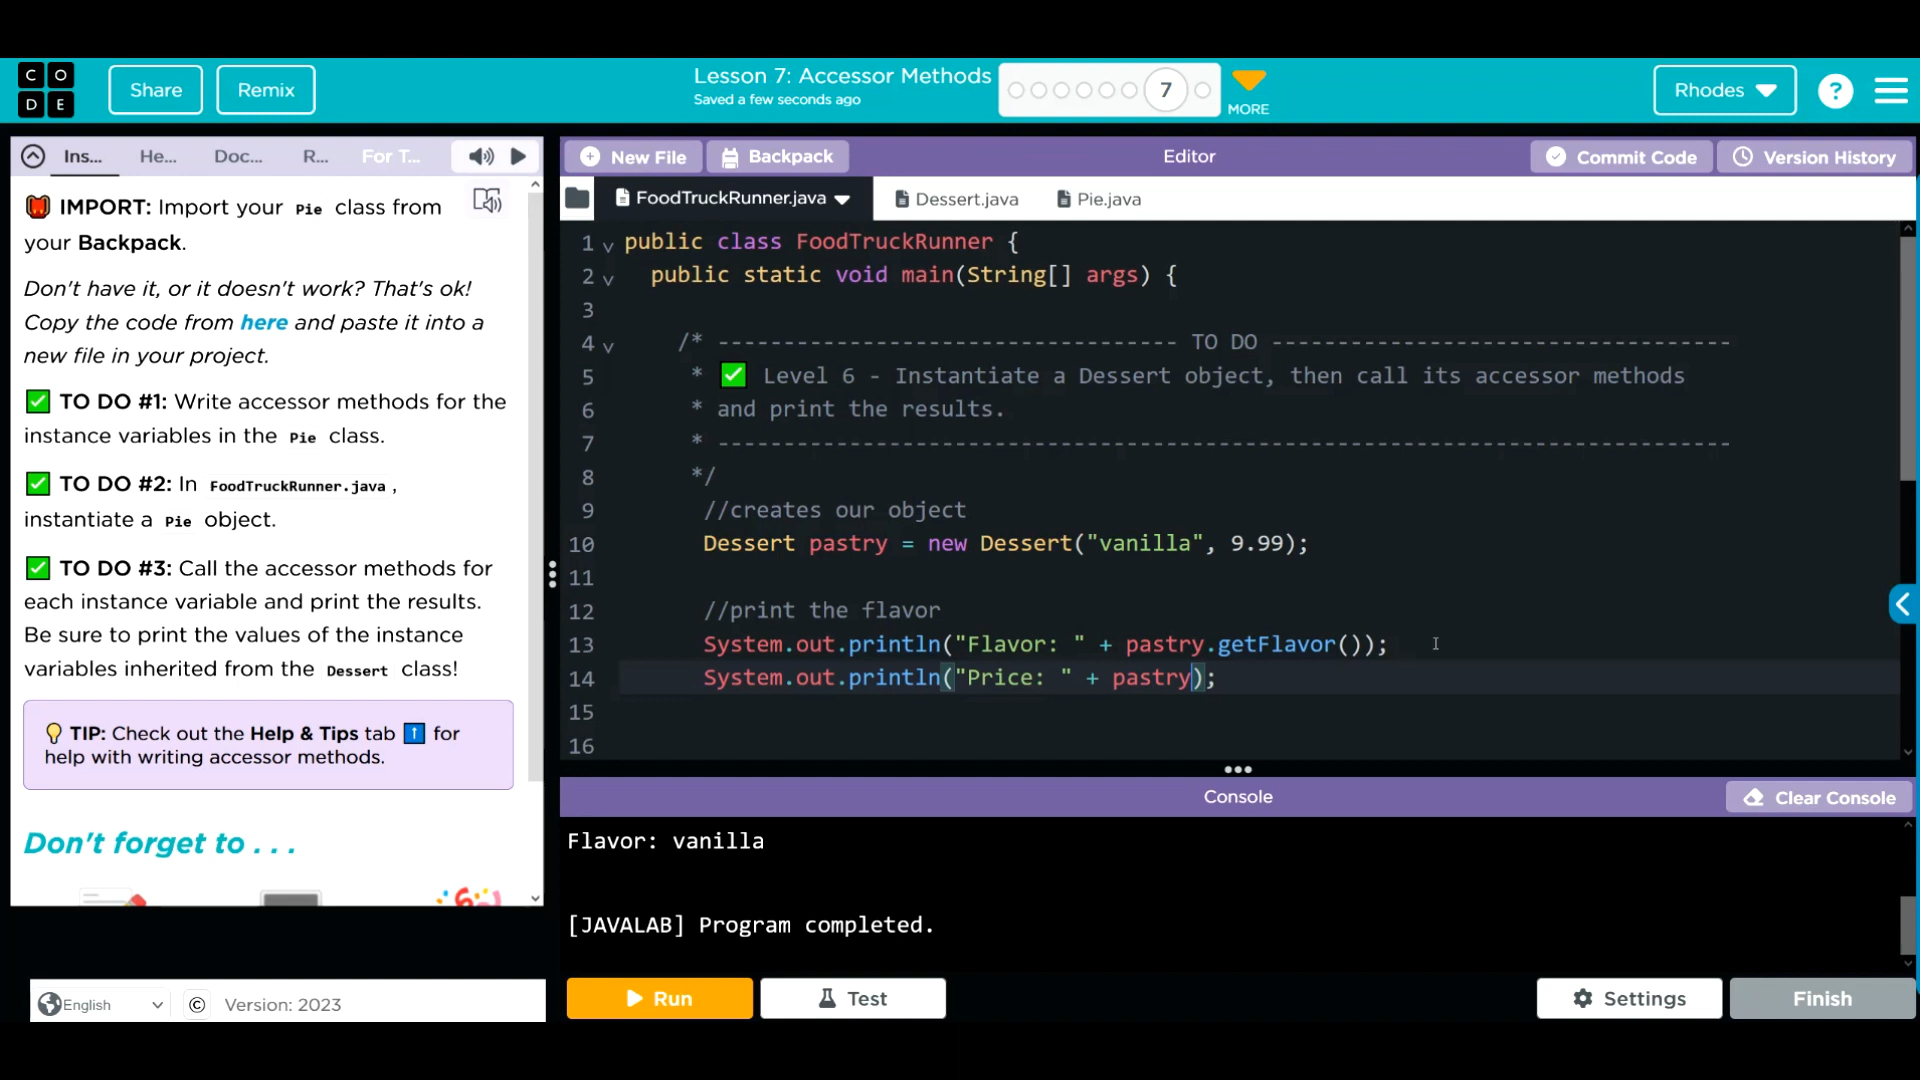 C O D E
Share
Remix
Lesson 7: Accessor Methods
Saved a few seconds ago
7
MORE
Rhodes
?
Ins...
He...
Doc...
R...
For T...
IMPORT: Import your Pie class from
your Backpack.
Don't have it, or it doesn't work? That's ok!
Copy the code from here and paste it into a
new file in your project.
TO DO #1: Write accessor methods for the
instance variables in the Pie class.
TO DO #2: In FoodTruckRunner.java,
instantiate a Pie object.
TO DO #3: Call the accessor methods for
each instance variable and print the results.
Be sure to print the values of the instance
variables inherited from the Dessert class!
TIP: Check out the Help & Tips tab for
help with writing accessor methods.
Don't forget to . . .
English
© Version: 2023
New File
Backpack
Editor
Commit Code
Version History
FoodTruckRunner.java
Dessert.java
Pie.java
1 public class FoodTruckRunner {
2 public static void main(String[] args) {
3
4 /* ----------------------------------- TO DO -----------------------------------
5 * ✅ Level 6 - Instantiate a Dessert object, then call its accessor methods
6 * and print the results.
7 * -----------------------------------------------------------------------------
8 */
9 //creates our object
10 Dessert pastry = new Dessert("vanilla", 9.99);
11
12 //print the flavor
13 System.out.println("Flavor: " + pastry.getFlavor());
14 System.out.println("Price: " + pastry);
15
16
Console
Clear Console
Flavor: vanilla
[JAVALAB] Program completed.
Run
Test
Settings
Finish